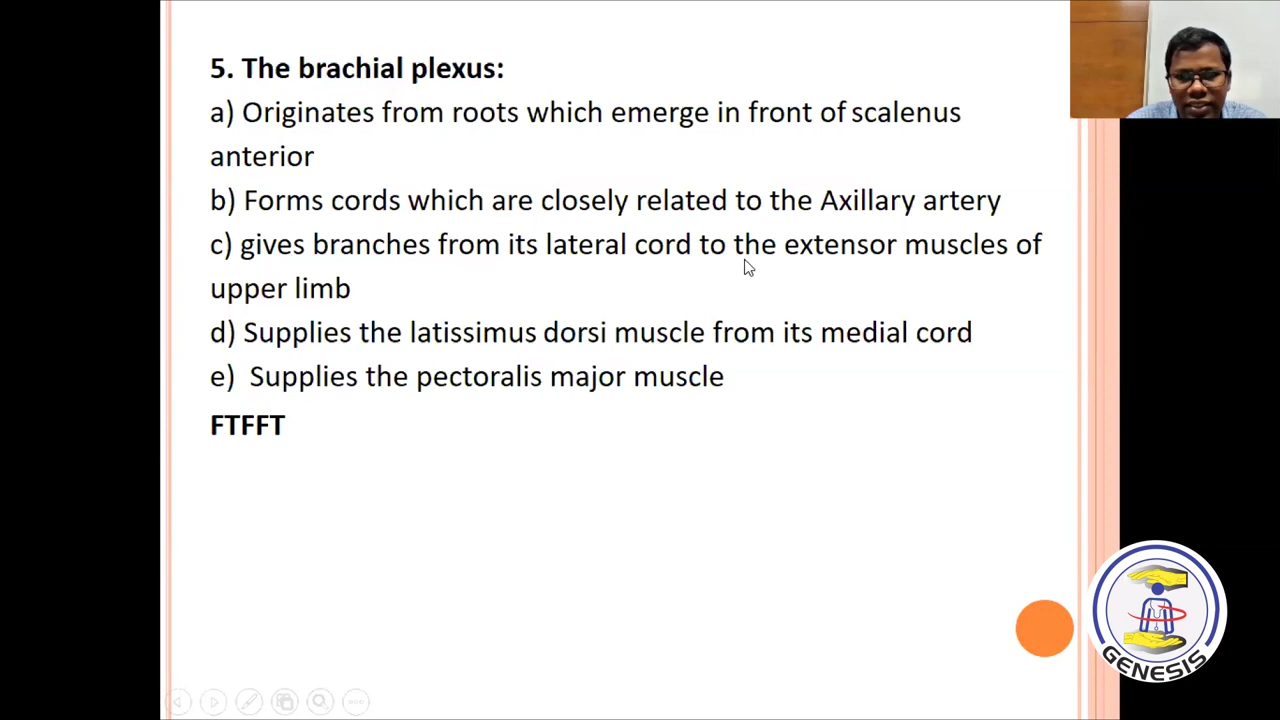 5. The brachial plexus:
a) Originates from roots which emerge in front of scalenus
anterior
b) Forms cords which are closely related to the Axillary artery
c) gives branches from its lateral cord to the extensor muscles of
upper limb
d) Supplies the latissimus dorsi muscle from its medial cord
e) Supplies the pectoralis major muscle
FTFFT
GENESIS